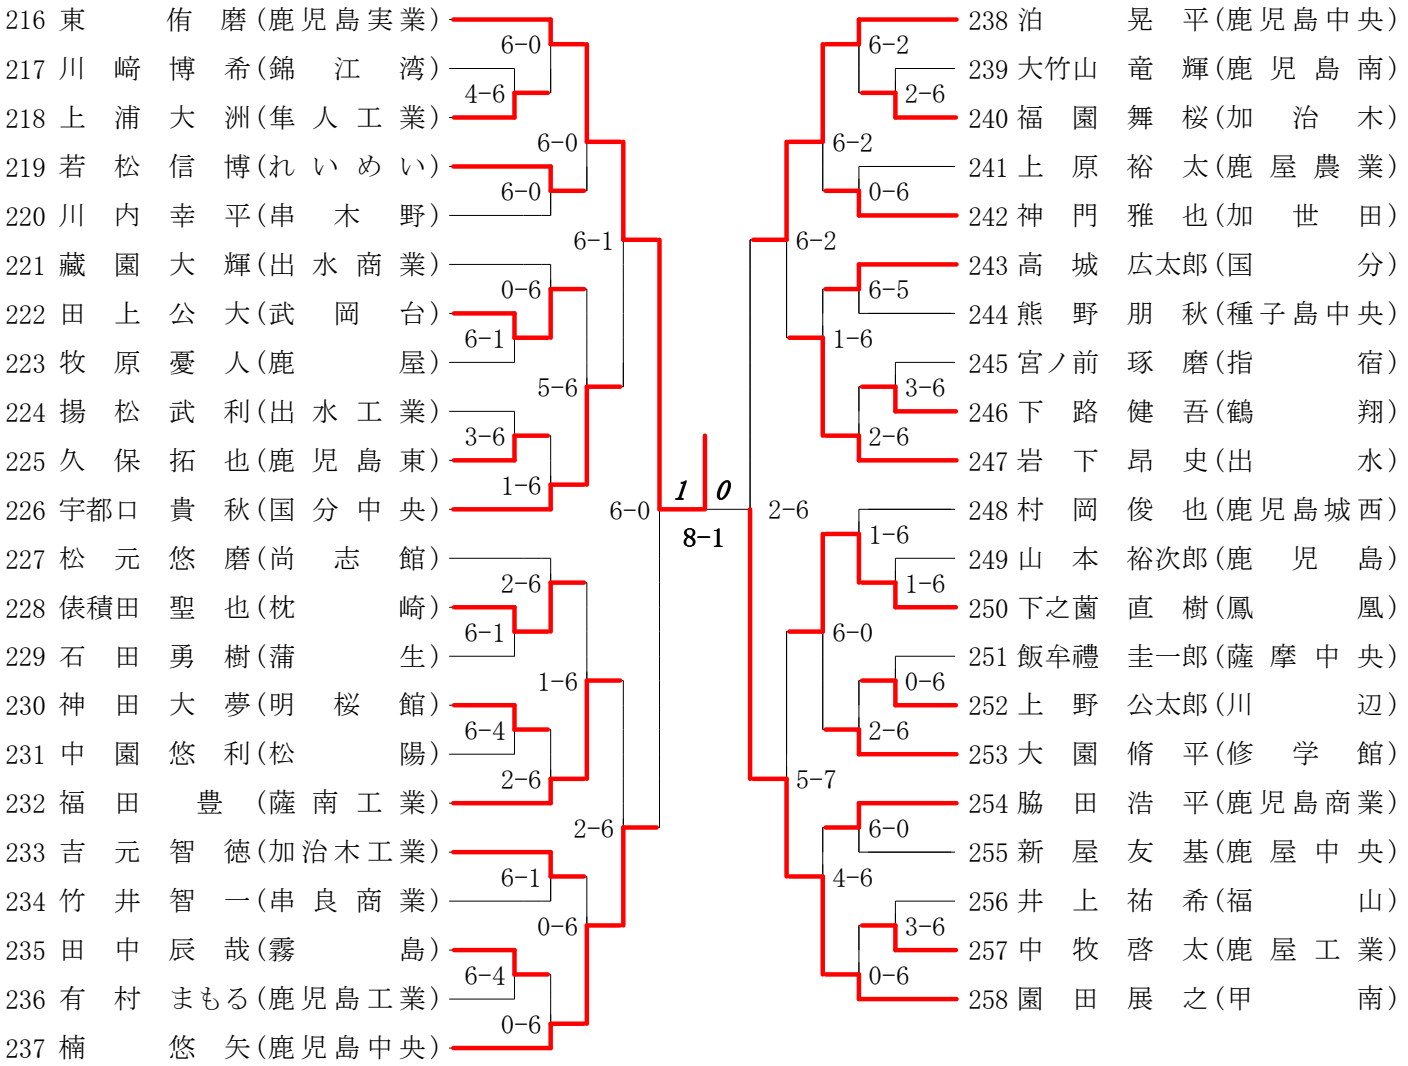 216 東 侑 磨 (鹿児島実業)
6-0
217 川 﨑 博 希 (錦 江 湾)
4-6
218 上 浦 大 洲 (隼人工業)
6-0
219 若 松 信 博 (れいめい)
6-0
220 川 内 幸 平 (串 木 野)
6-1
221 藏 園 大 輝 (出水商業)
0-6
222 田 上 公 大 (武 岡 台)
6-1
223 牧 原 憂 人 (鹿 屋)
5-6
224 揚 松 武 利 (出水工業)
3-6
225 久 保 拓 也 (鹿児島東)
1-6
226 宇都口 貴 秋 (国分中央)
6-0
227 松 元 悠 磨 (尚 志 館)
2-6
228 俵積田 聖 也 (枕 崎)
6-1
229 石 田 勇 樹 (蒲 生)
1-6
230 神 田 大 夢 (明 桜 館)
6-4
231 中 園 悠 利 (松 陽)
2-6
232 福 田 豊 (薩南工業)
2-6
233 吉 元 智 徳 (加治木工業)
6-1
234 竹 井 智 一 (串良商業)
0-6
235 田 中 辰 哉 (霧 島)
6-4
236 有 村 まもる (鹿児島工業)
0-6
237 楠 悠 矢 (鹿児島中央)
1 0
8-1
238 泊 晃 平 (鹿児島中央)
6-2
239 大竹山 竜 輝 (鹿児島南)
2-6
240 福 園 舞 桜 (加 治 木)
6-2
241 上 原 裕 太 (鹿屋農業)
0-6
242 神 門 雅 也 (加 世 田)
6-2
243 高 城 広太郎 (国 分)
6-5
244 熊 野 朋 秋 (種子島中央)
1-6
245 宮ノ前 琢 磨 (指 宿)
3-6
246 下 路 健 吾 (鶴 翔)
2-6
247 岩 下 昂 史 (出 水)
2-6
248 村 岡 俊 也 (鹿児島城西)
1-6
249 山 本 裕次郎 (鹿 児 島)
1-6
250 下之薗 直 樹 (鳳 凰)
6-0
251 飯牟禮 圭一郎 (薩摩中央)
0-6
252 上 野 公太郎 (川 辺)
2-6
253 大 園 脩 平 (修 学 館)
5-7
254 脇 田 浩 平 (鹿児島商業)
6-0
255 新 屋 友 基 (鹿屋中央)
4-6
256 井 上 祐 希 (福 山)
3-6
257 中 牧 啓 太 (鹿屋工業)
0-6
258 園 田 展 之 (甲 南)